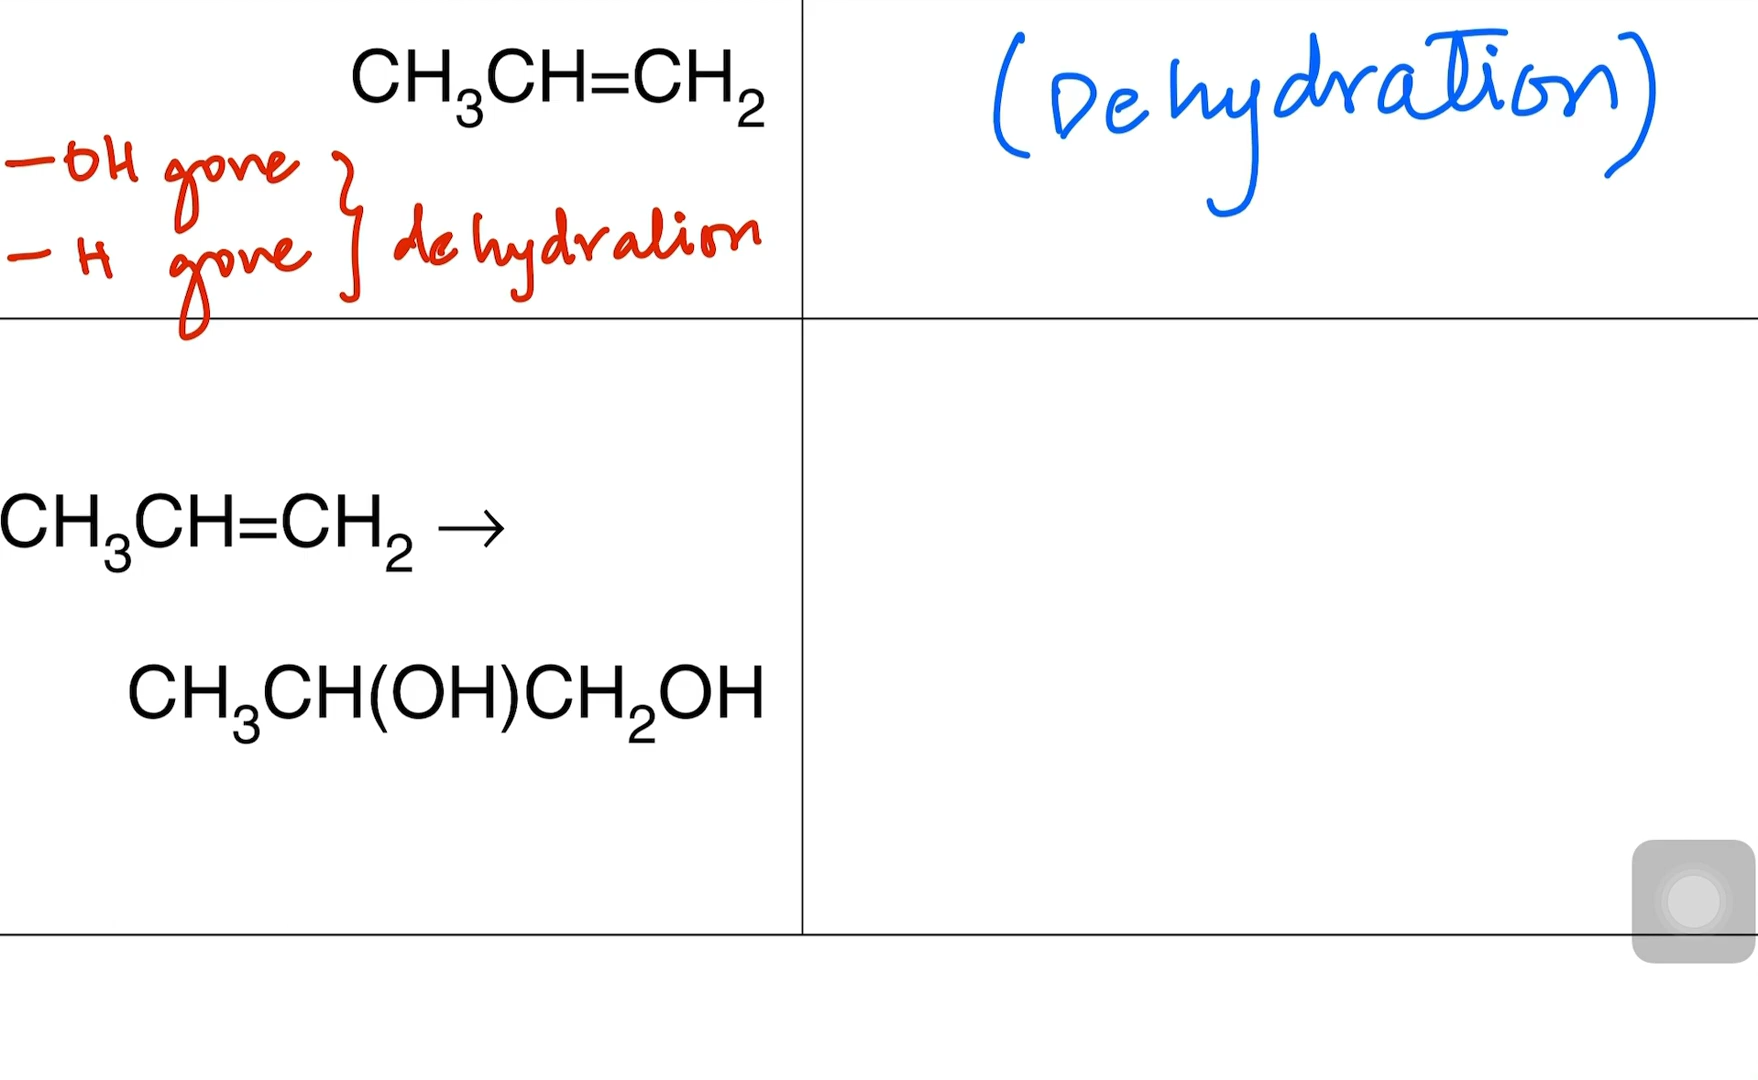 CH₃CH=CH₂
(Dehydration)
-OH gone
-H gone } dehydration
CH₃CH=CH₂ →
CH₃CH(OH)CH₂OH